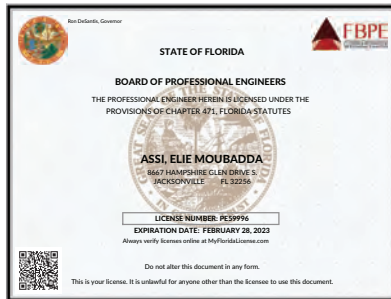 Ron DeSantis, Governor
FBPE
STATE OF FLORIDA
BOARD OF PROFESSIONAL ENGINEERS
THE PROFESSIONAL ENGINEER HEREIN IS LICENSED UNDER THE
PROVISIONS OF CHAPTER 471, FLORIDA STATUTES
ASSI, ELIE MOUBADDA
8667 HAMPSHIRE GLEN DRIVE S.
JACKSONVILLE FL 32256
LICENSE NUMBER: PE59996
EXPIRATION DATE: FEBRUARY 28, 2023
Always verify licenses online at MyFloridaLicense.com
Do not alter this document in any form.
This is your license. It is unlawful for anyone other than the licensee to use this document.